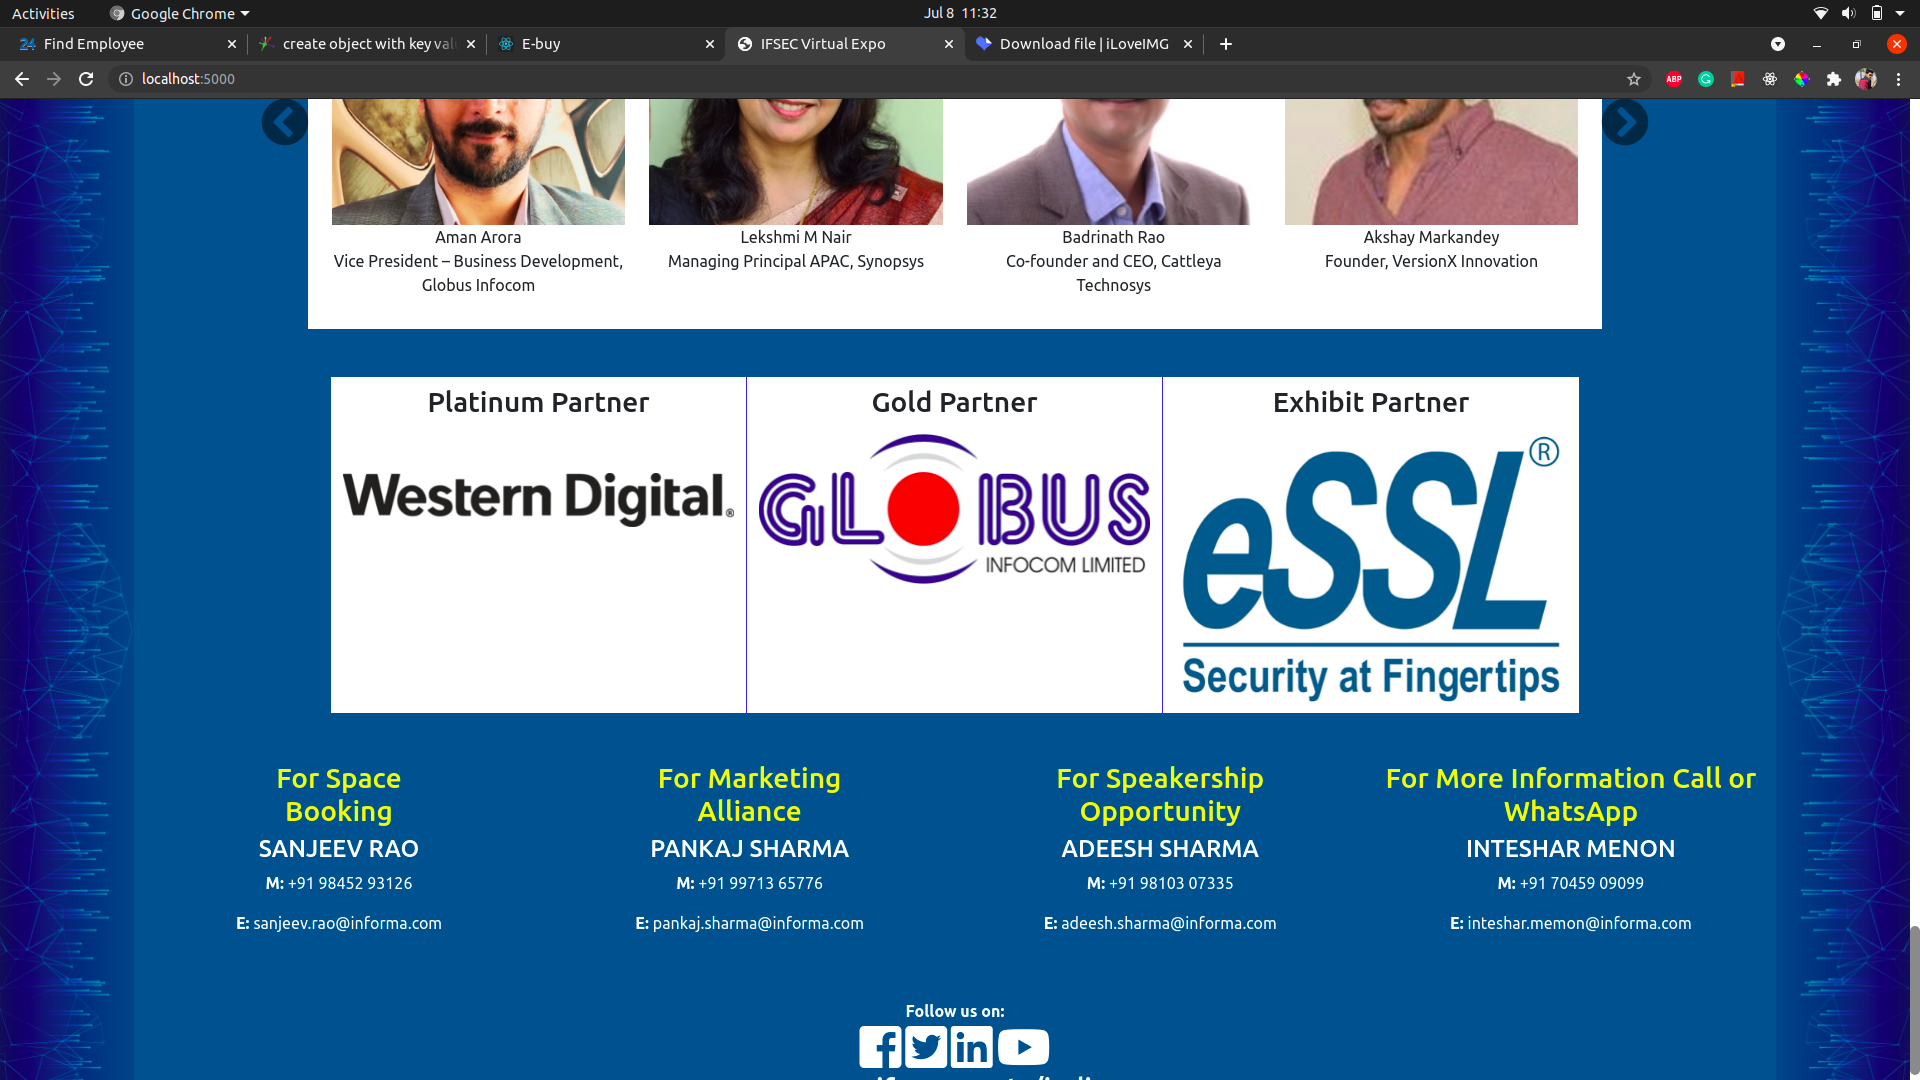 Activities
Google Chrome
Jul 8 11:32
24 Find Employee
create object with key val
E-buy
IFSEC Virtual Expo
Download file | iLoveIMG
localhost:5000
ABP
Aman Arora
Vice President – Business Development,
Globus Infocom
Lekshmi M Nair
Managing Principal APAC, Synopsys
Badrinath Rao
Co-founder and CEO, Cattleya
Technosys
Akshay Markandey
Founder, VersionX Innovation
Platinum Partner
Western Digital®
Gold Partner
GLOBUS
INFOCOM LIMITED
Exhibit Partner
eSSL®
Security at Fingertips
For Space
Booking
SANJEEV RAO
M: +91 98452 93126
E: sanjeev.rao@informa.com
For Marketing
Alliance
PANKAJ SHARMA
M: +91 99713 65776
E: pankaj.sharma@informa.com
For Speakership
Opportunity
ADEESH SHARMA
M: +91 98103 07335
E: adeesh.sharma@informa.com
For More Information Call or
WhatsApp
INTESHAR MENON
M: +91 70459 09099
E: inteshar.memon@informa.com
Follow us on: